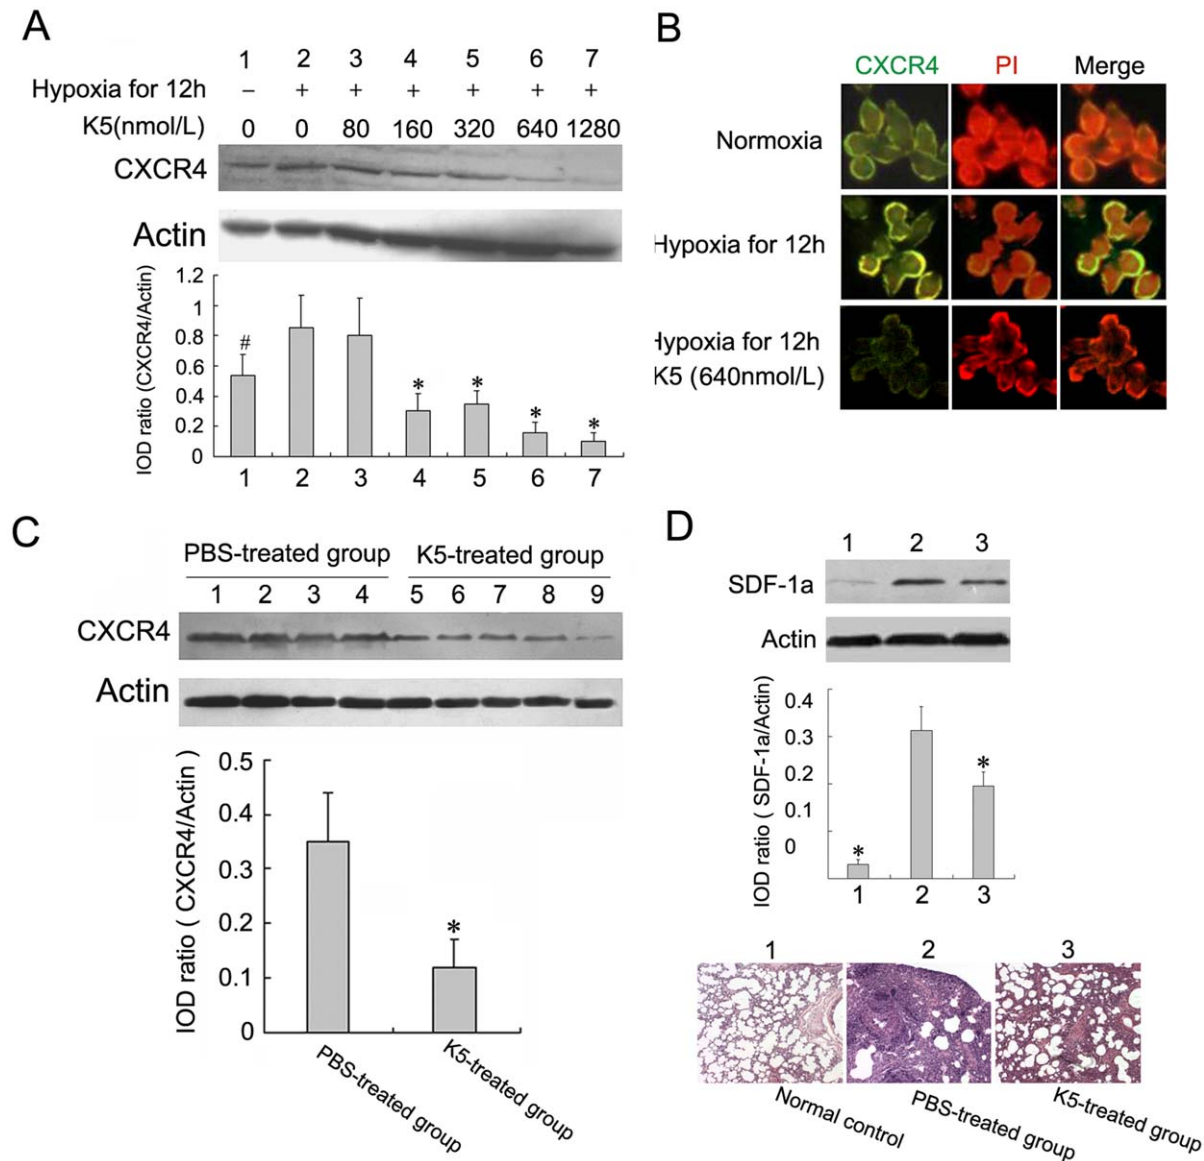 A
1 2 3 4 5 6 7
Hypoxia for 12h – + + + + + +
K5(nmol/L) 0 0 80 160 320 640 1280
CXCR4
Actin
IOD ratio (CXCR4/Actin)
1.2
1
0.8
0.6
0.4
0.2
0
#
*
*
*
*
1 2 3 4 5 6 7
B
CXCR4 PI Merge
Normoxia
Hypoxia for 12h
Hypoxia for 12h
K5 (640nmol/L)
C
PBS-treated group K5-treated group
1 2 3 4 5 6 7 8 9
CXCR4
Actin
IOD ratio ( CXCR4/Actin )
0.5
0.4
0.3
0.2
0.1
0
*
PBS-treated group
K5-treated group
D
1 2 3
SDF-1a
Actin
IOD ratio ( SDF-1a/Actin)
0.4
0.3
0.2
0.1
0
*
*
1 2 3
1 2 3
Normal control
PBS-treated group
K5-treated group